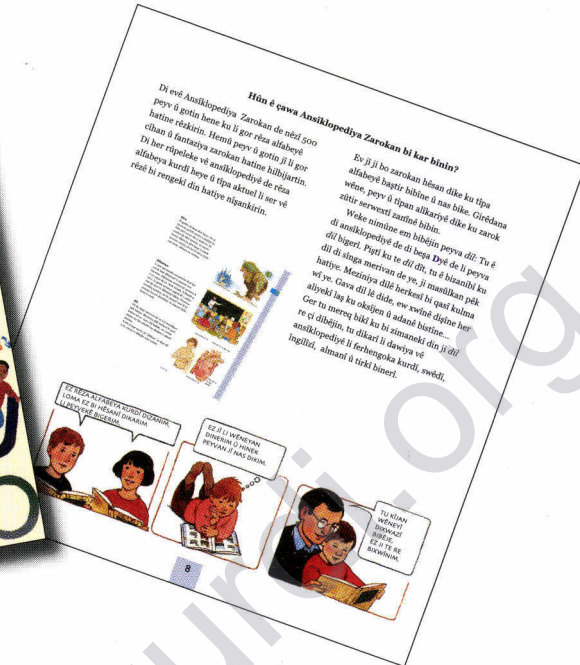 Hûn ê çawa Ansîklopediya Zarokan bi kar bînin?
Di evê Ansîklopediya Zarokan de nêzî 500
peyv û gotin hene ku li gor rêza alfabeyê
hatine rêzkirin. Hemû peyv û gotin jî li gor
cîhan û fantaziya zarokan hatine hilbijartin.
Di her rûpeleke vê ansîklopediyê de rêza
alfabeya kurdî heye û tîpa aktuel li ser vê
rêzê bi rengekî din hatiye nîşankirin.
Ev jî ji bo zarokan hêsan dike ku tîpa
alfabeyê baştir bibîne û nas bike. Girêdana
wêne, peyv û tîpan alîkariyê dike ku zarok
zûtir serwextî zanînê bibin.
Weke nimûne em bibêjin peyva dil: Tu ê
di ansîklopediyê de di beşa Dyê de li peyva
dil bigerî. Piştî ku te dil dît, tu ê bizanibî ku
dil di singa merivan de ye, ji masûlkan pêk
hatiye. Meziniya dilê herkesî bi qasî kulma
wî ye. Gava dil lê dide, ew xwînê dişîne her
aliyekî laş ku oksîjen û adanê bistîne...
Ger tu mereq bikî ku bi zimanekî din ji dil
re çi dibêjin, tu dikarî li dawiya vê
ansîklopediyê li ferhengoka kurdî, swêdî,
îngilîzî, almanî û tirkî binerî.
EZ RÊZA ALFABEYA KURDÎ DIZANIM,
LOMA EZ BI HÊSANÎ DIKARIM
LI PEYVEKÊ BIGERIM.
EZ JÎ LI WÊNEYAN
DINERIM Û HINEK
PEYVAN JÎ NAS DIKIM.
TU KÎJAN
WÊNEYÎ
DIXWAZÎ
BIBÊJE,
EZ JI TE RE
BIXWÎNIM.
8
urdi.org